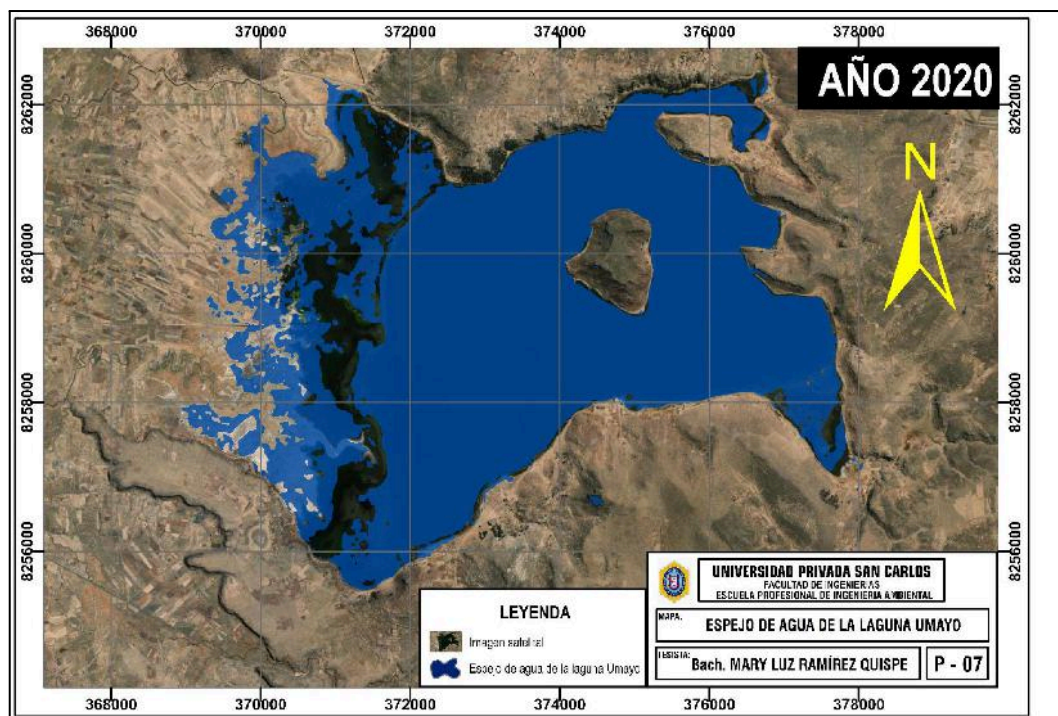 368000 370000 372000 374000 376000 378000
AÑO 2020
8262000 8262000
N
8260000 8260000
8258000 8258000
8256000 8256000
UNIVERSIDAD PRIVADA SAN CARLOS
FACULTAD DE INGENIERIAS
ESCUELA PROFESIONAL DE INGENIERIA AMBIENTAL
LEYENDA
MAPA: ESPEJO DE AGUA DE LA LAGUNA UMAYO
Imagen satelital
Espejo de agua de la laguna Umayo
TESISTA: Bach. MARY LUZ RAMÍREZ QUISPE P - 07
368000 370000 372000 374000 376000 378000